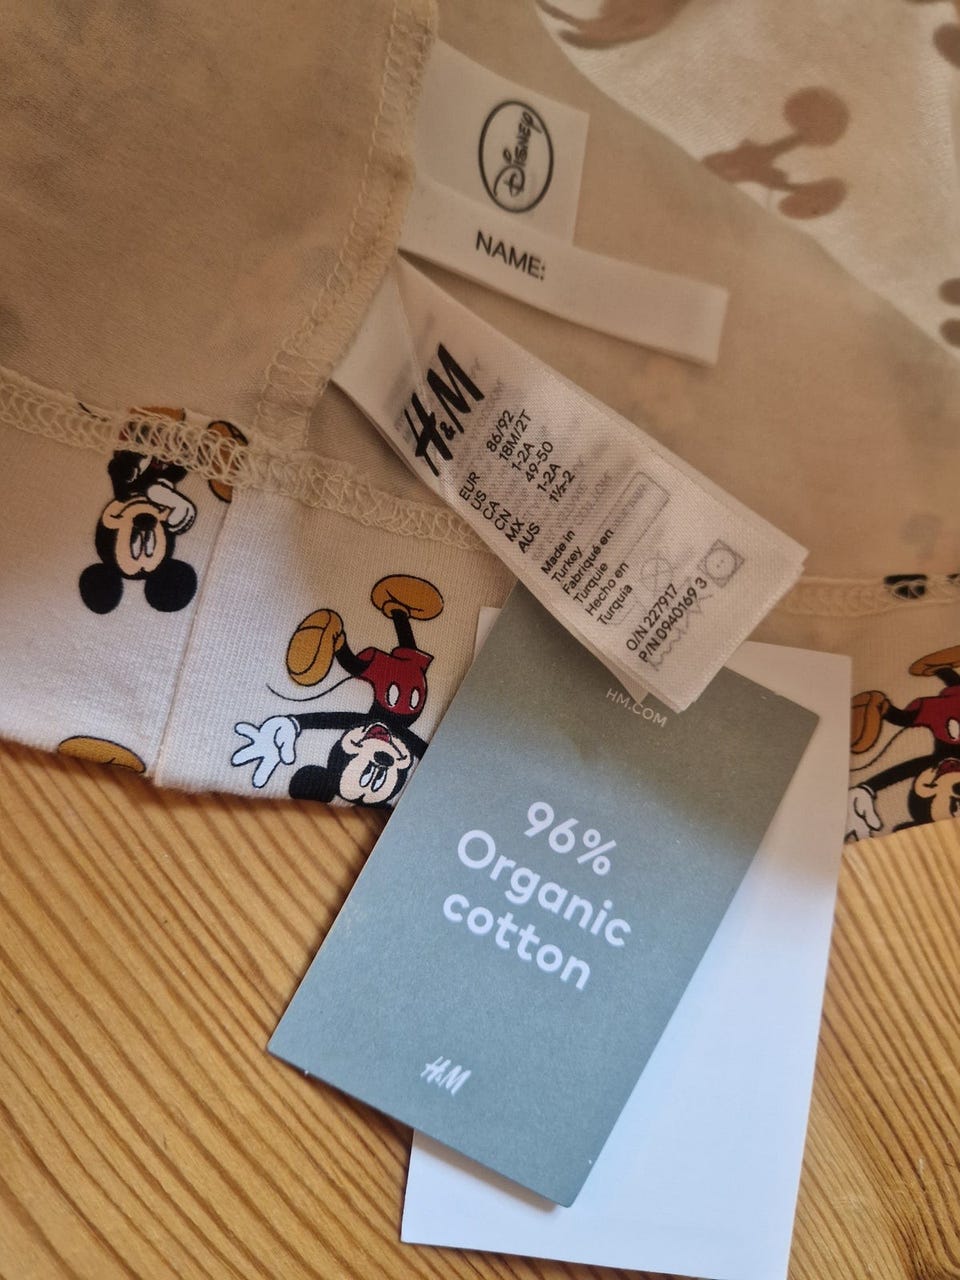 Disney
NAME:
H&M
EUR 86/92
US 18M/2T
CA 1-2A
CN 49-50
MX 1-2A
AUS 1½-2
Made in
Turkey
Fabriqué en
Turquie
Hecho en
Turquia
O/N 227917
P/N 0940169 3
HM.COM
96%
Organic
cotton
H&M